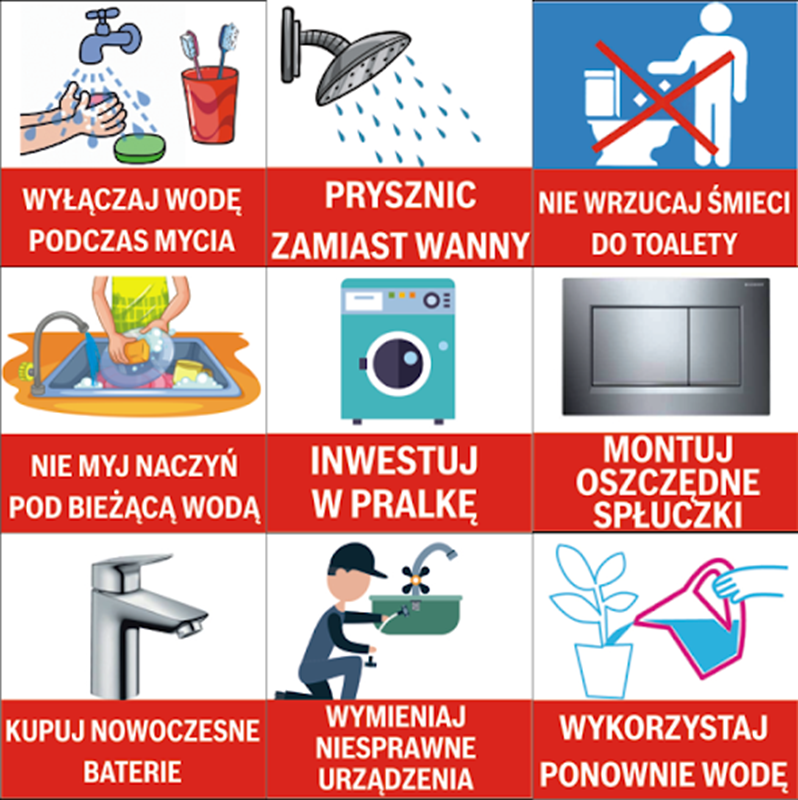 WYŁĄCZAJ WODĘ
PODCZAS MYCIA
PRYSZNIC
ZAMIAST WANNY
NIE WRZUCAJ ŚMIECI
DO TOALETY
NIE MYJ NACZYŃ
POD BIEŻĄCĄ WODĄ
INWESTUJ
W PRALKĘ
MONTUJ
OSZCZĘDNE
SPŁUCZKI
KUPUJ NOWOCZESNE
BATERIE
WYMIENIAJ
NIESPRAWNE
URZĄDZENIA
WYKORZYSTAJ
PONOWNIE WODĘ